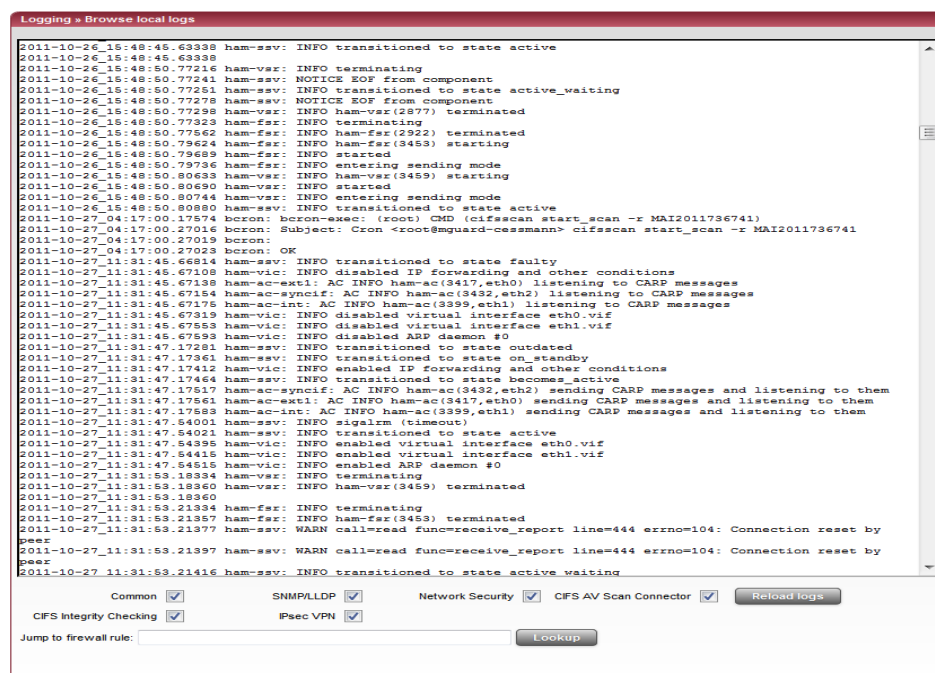 Logging » Browse local logs
2011-10-26_15:48:45.63338 ham-ssv: INFO transitioned to state active
2011-10-26_15:48:45.63338
2011-10-26_15:48:50.77216 ham-vsr: INFO terminating
2011-10-26_15:48:50.77241 ham-ssv: NOTICE EOF from component
2011-10-26_15:48:50.77251 ham-ssv: INFO transitioned to state active_waiting
2011-10-26_15:48:50.77278 ham-ssv: NOTICE EOF from component
2011-10-26_15:48:50.77298 ham-vsr: INFO ham-vsr(2877) terminated
2011-10-26_15:48:50.77323 ham-fsr: INFO terminating
2011-10-26_15:48:50.77562 ham-fsr: INFO ham-fsr(2922) terminated
2011-10-26_15:48:50.79624 ham-fsr: INFO ham-fsr(3453) starting
2011-10-26_15:48:50.79689 ham-fsr: INFO started
2011-10-26_15:48:50.79736 ham-fsr: INFO entering sending mode
2011-10-26_15:48:50.80633 ham-vsr: INFO ham-vsr(3459) starting
2011-10-26_15:48:50.80690 ham-vsr: INFO started
2011-10-26_15:48:50.80744 ham-vsr: INFO entering sending mode
2011-10-26_15:48:50.80880 ham-ssv: INFO transitioned to state active
2011-10-27_04:17:00.17574 bcron: bcron-exec: (root) CMD (cifsscan start_scan -r MAI2011736741)
2011-10-27_04:17:00.27016 bcron: Subject: Cron <root@mguard-cessmann> cifsscan start_scan -r MAI2011736741
2011-10-27_04:17:00.27019 bcron:
2011-10-27_04:17:00.27023 bcron: OK
2011-10-27_11:31:45.66814 ham-ssv: INFO transitioned to state faulty
2011-10-27_11:31:45.67108 ham-vic: INFO disabled IP forwarding and other conditions
2011-10-27_11:31:45.67138 ham-ac-ext1: AC INFO ham-ac(3417,eth0) listening to CARP messages
2011-10-27_11:31:45.67154 ham-ac-syncif: AC INFO ham-ac(3432,eth2) listening to CARP messages
2011-10-27_11:31:45.67175 ham-ac-int: AC INFO ham-ac(3399,eth1) listening to CARP messages
2011-10-27_11:31:45.67319 ham-vic: INFO disabled virtual interface eth0.vif
2011-10-27_11:31:45.67553 ham-vic: INFO disabled virtual interface eth1.vif
2011-10-27_11:31:45.67593 ham-vic: INFO disabled ARP daemon #0
2011-10-27_11:31:47.17281 ham-ssv: INFO transitioned to state outdated
2011-10-27_11:31:47.17361 ham-ssv: INFO transitioned to state on_standby
2011-10-27_11:31:47.17412 ham-vic: INFO enabled IP forwarding and other conditions
2011-10-27_11:31:47.17464 ham-ssv: INFO transitioned to state becomes_active
2011-10-27_11:31:47.17517 ham-ac-syncif: AC INFO ham-ac(3432,eth2) sending CARP messages and listening to them
2011-10-27_11:31:47.17561 ham-ac-ext1: AC INFO ham-ac(3417,eth0) sending CARP messages and listening to them
2011-10-27_11:31:47.17583 ham-ac-int: AC INFO ham-ac(3399,eth1) sending CARP messages and listening to them
2011-10-27_11:31:47.54001 ham-ssv: INFO sigalrm (timeout)
2011-10-27_11:31:47.54021 ham-ssv: INFO transitioned to state active
2011-10-27_11:31:47.54395 ham-vic: INFO enabled virtual interface eth0.vif
2011-10-27_11:31:47.54415 ham-vic: INFO enabled virtual interface eth1.vif
2011-10-27_11:31:47.54515 ham-vic: INFO enabled ARP daemon #0
2011-10-27_11:31:53.18334 ham-vsr: INFO terminating
2011-10-27_11:31:53.18360 ham-vsr: INFO ham-vsr(3459) terminated
2011-10-27_11:31:53.18360
2011-10-27_11:31:53.21334 ham-fsr: INFO terminating
2011-10-27_11:31:53.21357 ham-fsr: INFO ham-fsr(3453) terminated
2011-10-27_11:31:53.21377 ham-ssv: WARN call=read func=receive_report line=444 errno=104: Connection reset by
peer
2011-10-27_11:31:53.21397 ham-ssv: WARN call=read func=receive_report line=444 errno=104: Connection reset by
peer
2011-10-27 11:31:53.21416 ham-ssv: INFO transitioned to state active waiting
Common SNMP/LLDP Network Security CIFS AV Scan Connector Reload logs
CIFS Integrity Checking IPsec VPN
Jump to firewall rule: Lookup